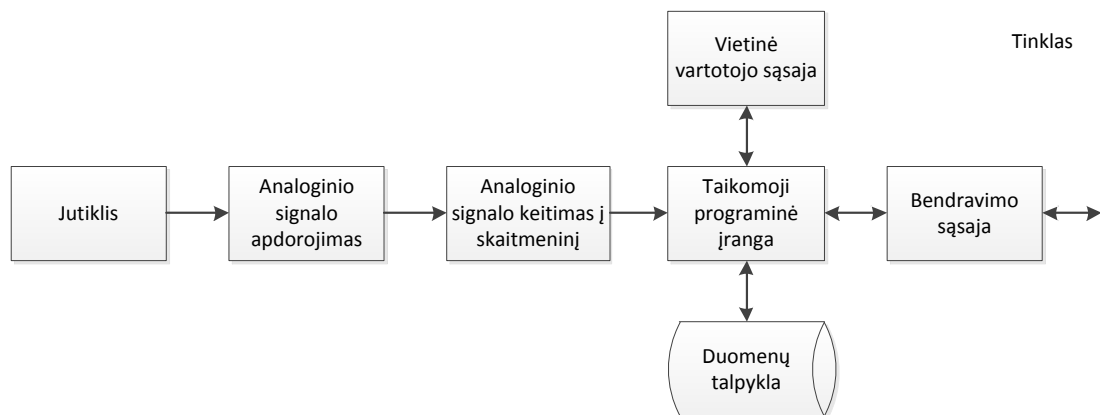 Vietinė
vartotojo sąsaja
Tinklas
Jutiklis
Analoginio
signalo
apdorojimas
Analoginio
signalo keitimas į
skaitmeninį
Taikomoji
programinė
įranga
Bendravimo
sąsaja
Duomenų
talpykla